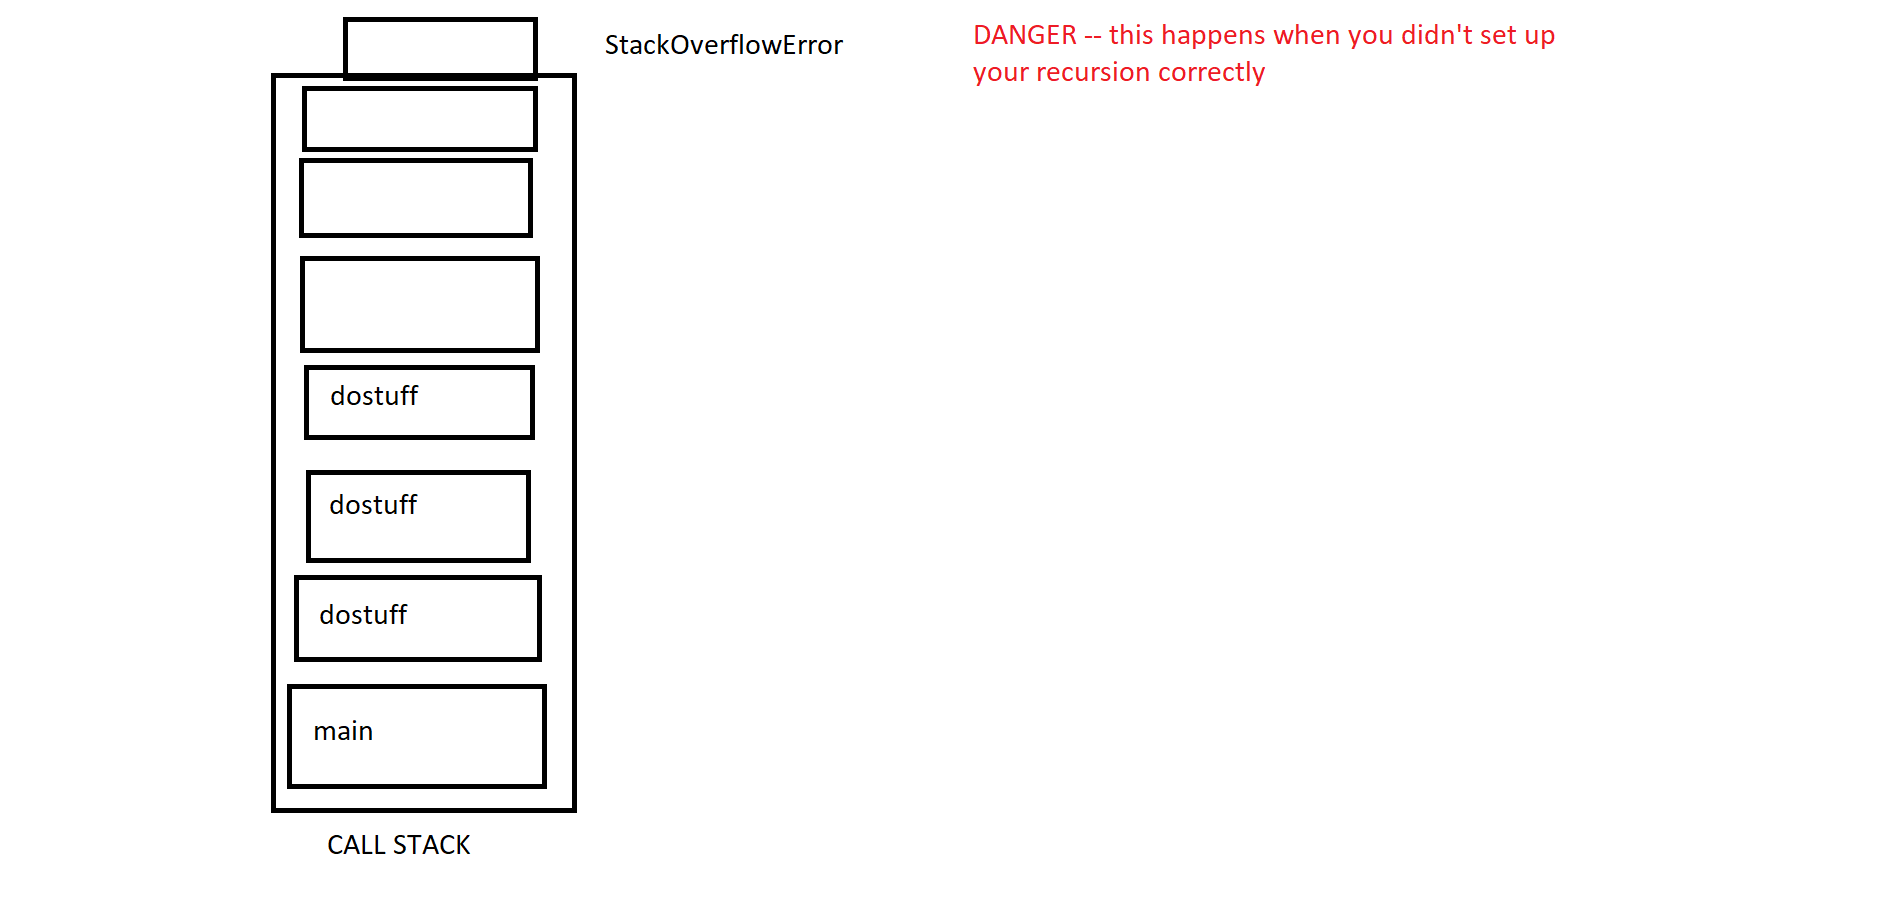 StackOverflowError
DANGER -- this happens when you didn't set up
your recursion correctly
dostuff
dostuff
dostuff
main
CALL STACK